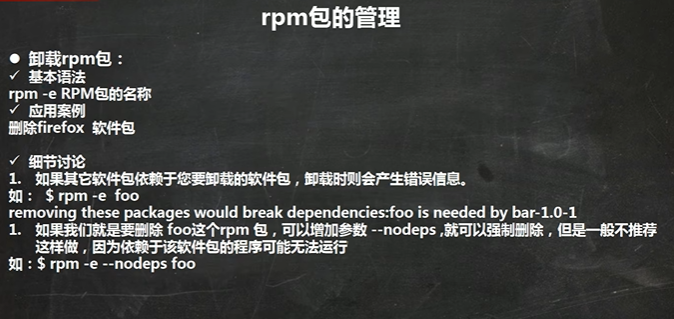 rpm包的管理
● 卸载rpm包：
✓ 基本语法
rpm -e RPM包的名称
✓ 应用案例
删除firefox 软件包
✓ 细节讨论
1. 如果其它软件包依赖于您要卸载的软件包，卸载时则会产生错误信息。
如： $ rpm -e foo
removing these packages would break dependencies:foo is needed by bar-1.0-1
1. 如果我们就是要删除 foo这个rpm 包，可以增加参数 --nodeps ,就可以强制删除，但是一般不推荐
这样做，因为依赖于该软件包的程序可能无法运行
如：$ rpm -e --nodeps foo